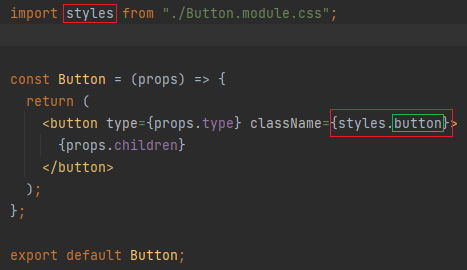 import styles from "./Button.module.css";
const Button = (props) => {
return (
<button type={props.type} className={styles.button}>
{props.children}
</button>
);
};
export default Button;